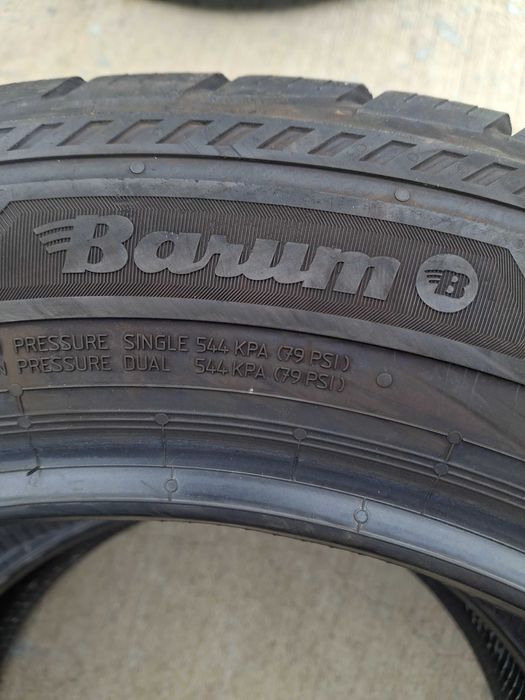 Barum B
PRESSURE SINGLE 544 KPA (79 PSI)
PRESSURE DUAL 544 KPA (79 PSI)